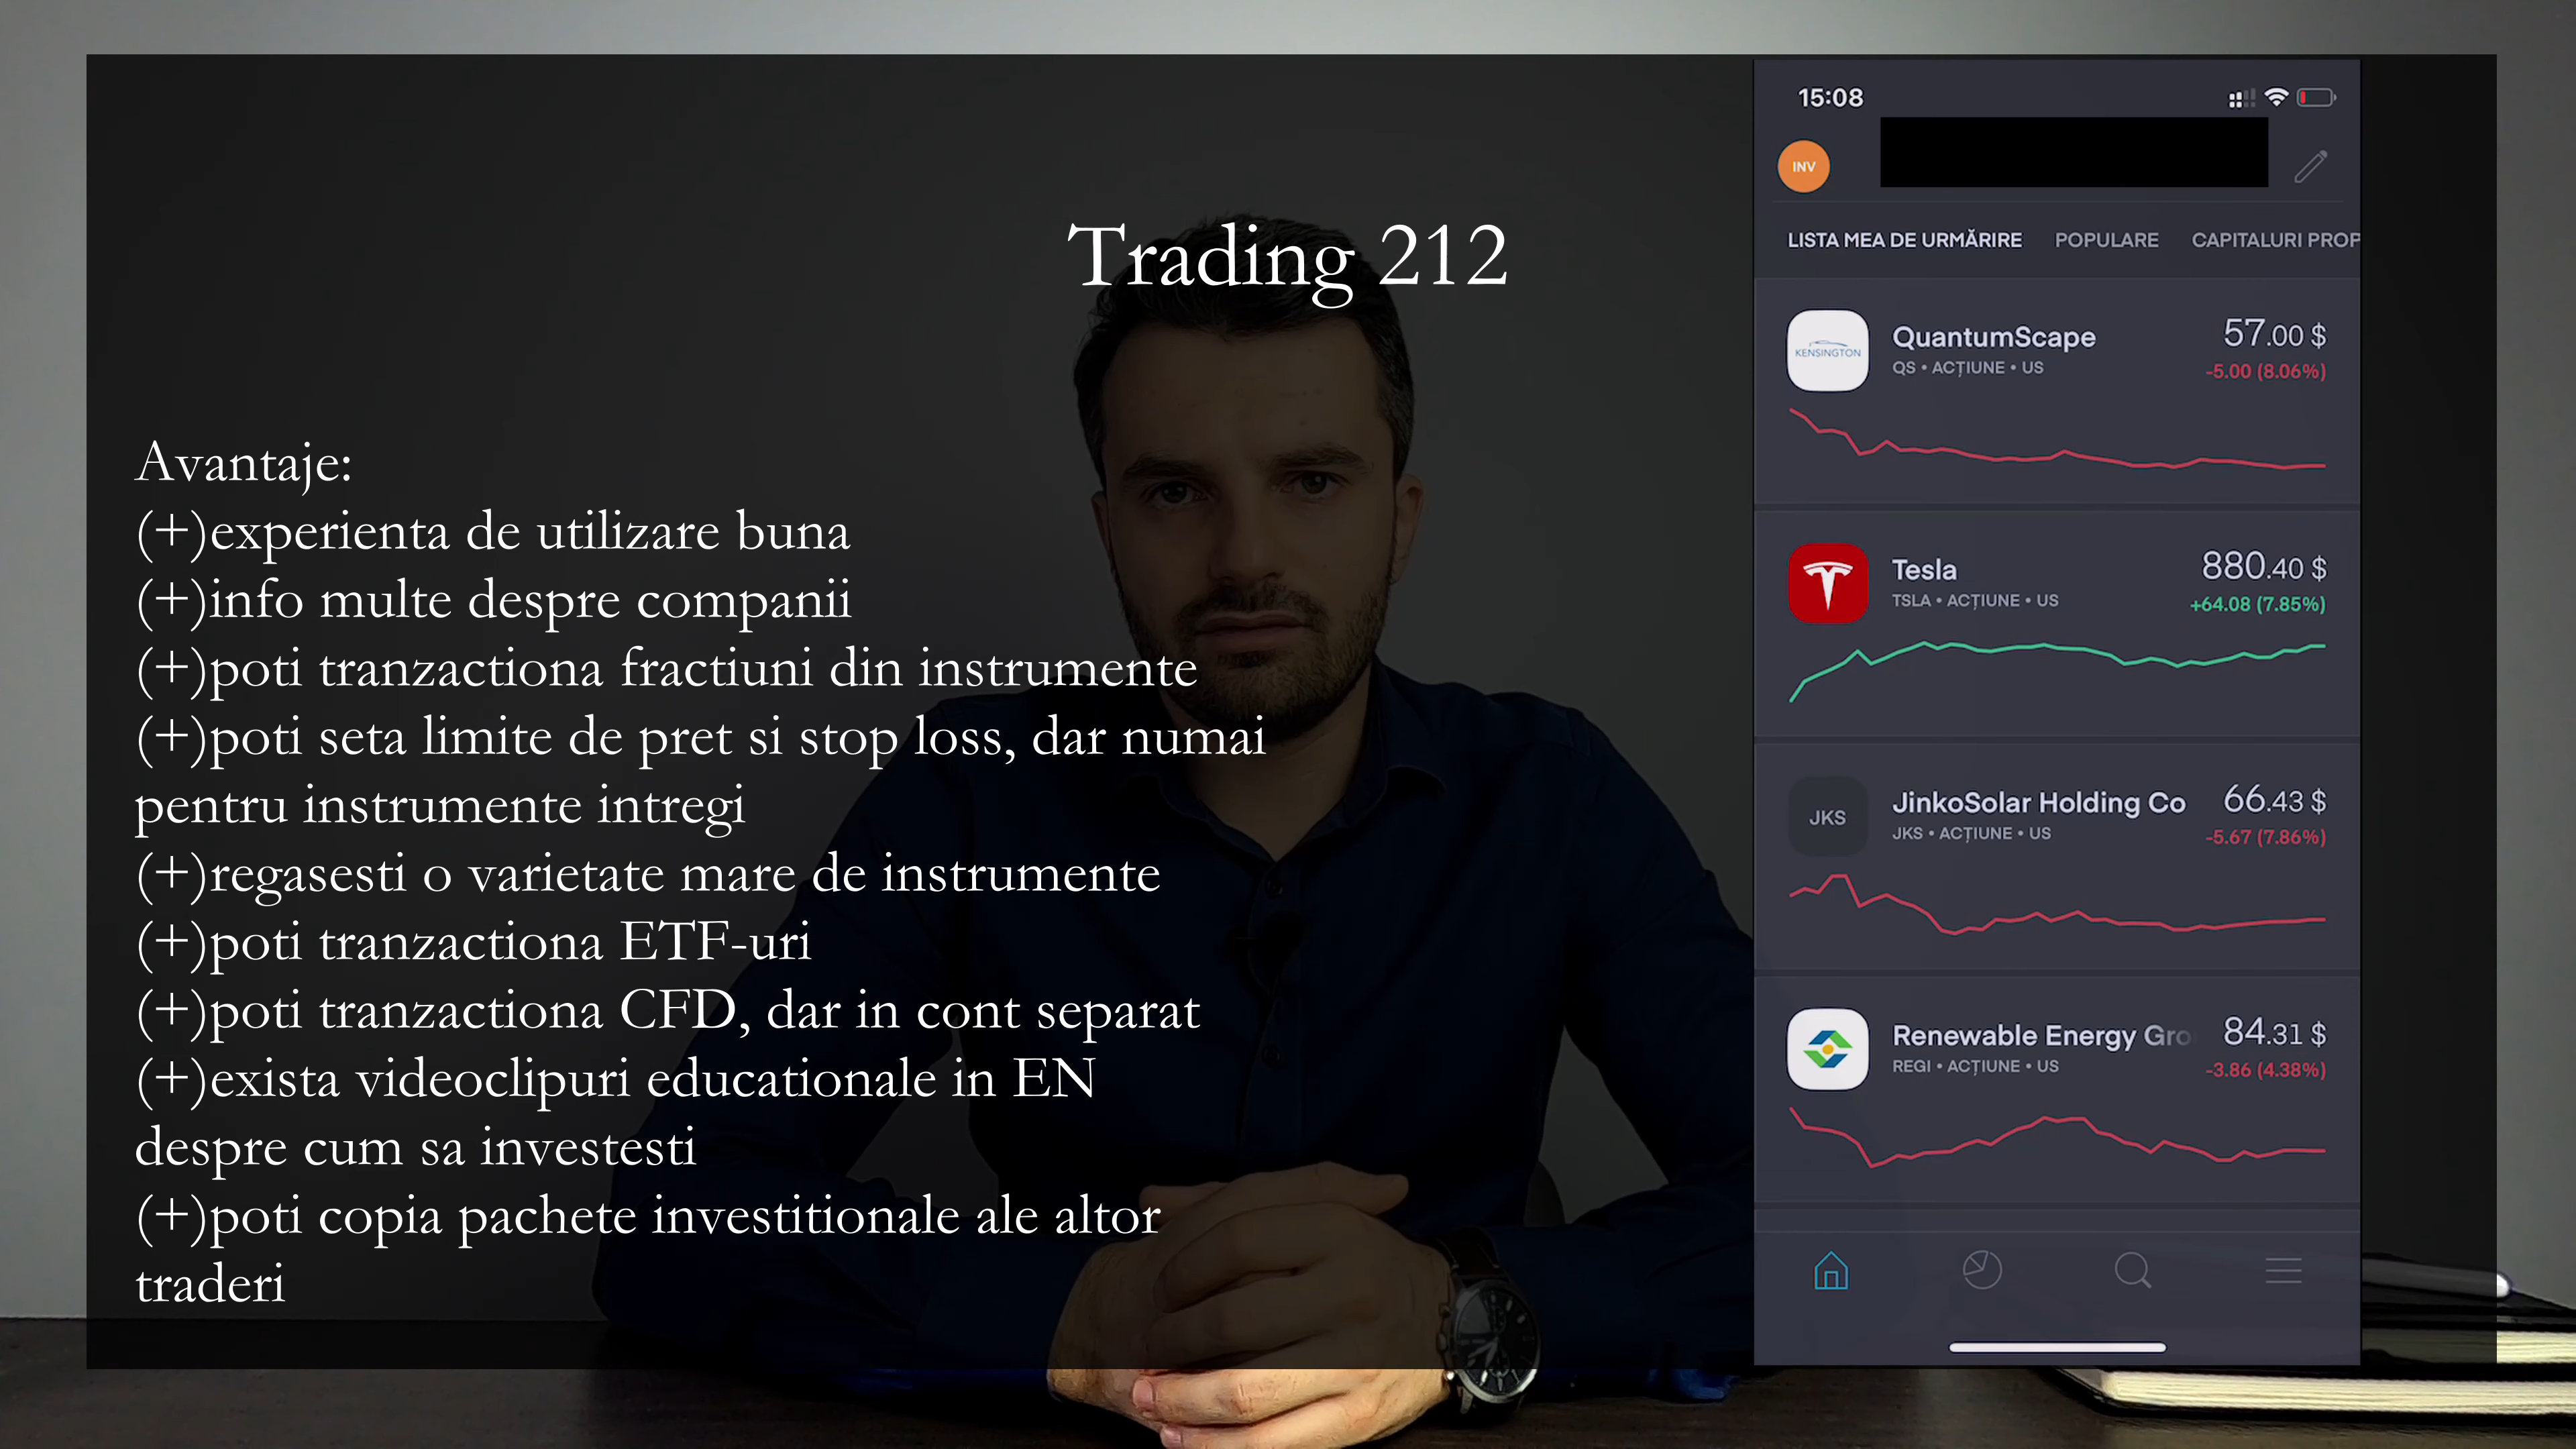 Trading 212
Avantaje:
(+)experienta de utilizare buna
(+)info multe despre companii
(+)poti tranzactiona fractiuni din instrumente
(+)poti seta limite de pret si stop loss, dar numai
pentru instrumente intregi
(+)regasesti o varietate mare de instrumente
(+)poti tranzactiona ETF-uri
(+)poti tranzactiona CFD, dar in cont separat
(+)exista videoclipuri educationale in EN
despre cum sa investesti
(+)poti copia pachete investitionale ale altor
traderi
15:08
INV
LISTA MEA DE URMĂRIRE POPULARE CAPITALURI PROP
KENSINGTON
QuantumScape 57.00 $
QS • ACȚIUNE • US -5.00 (8.06%)
Tesla 880.40 $
TSLA • ACȚIUNE • US +64.08 (7.85%)
JKS
JinkoSolar Holding Co 66.43 $
JKS • ACȚIUNE • US -5.67 (7.86%)
Renewable Energy Gro 84.31 $
REGI • ACȚIUNE • US -3.86 (4.38%)